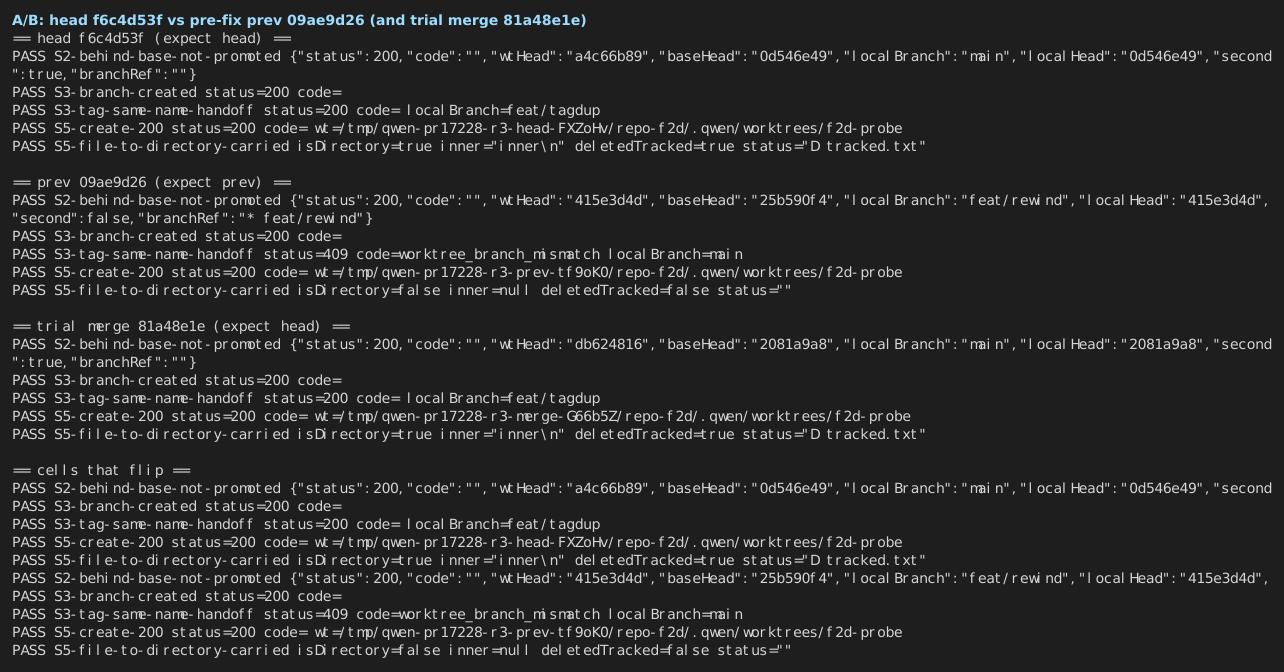 A/B: head f6c4d53f vs pre-fix prev 09ae9d26 (and trial merge 81a48e1e)
== head f6c4d53f (expect head) ==
PASS S2-behind-base-not-promoted {"status":200,"code":"","wtHead":"a4c66b89","baseHead":"0d546e49","localBranch":"main","localHead":"0d546e49","second
":true,"branchRef":""}
PASS S3-branch-created status=200 code=
PASS S3-tag-same-name-handoff status=200 code= localBranch=feat/tagdup
PASS S5-create-200 status=200 code= wt=/tmp/qwen-pr17228-r3-head-FXZoHv/repo-f2d/.qwen/worktrees/f2d-probe
PASS S5-file-to-directory-carried isDirectory=true inner="inner\n" deletedTracked=true status="D tracked.txt"
== prev 09ae9d26 (expect prev) ==
PASS S2-behind-base-not-promoted {"status":200,"code":"","wtHead":"415e3d4d","baseHead":"25b590f4","localBranch":"feat/rewind","localHead":"415e3d4d",
"second":false,"branchRef":"* feat/rewind"}
PASS S3-branch-created status=200 code=
PASS S3-tag-same-name-handoff status=409 code=worktree_branch_mismatch localBranch=main
PASS S5-create-200 status=200 code= wt=/tmp/qwen-pr17228-r3-prev-tf9oK0/repo-f2d/.qwen/worktrees/f2d-probe
PASS S5-file-to-directory-carried isDirectory=false inner=null deletedTracked=false status=""
== trial merge 81a48e1e (expect head) ==
PASS S2-behind-base-not-promoted {"status":200,"code":"","wtHead":"db624816","baseHead":"2081a9a8","localBranch":"main","localHead":"2081a9a8","second
":true,"branchRef":""}
PASS S3-branch-created status=200 code=
PASS S3-tag-same-name-handoff status=200 code= localBranch=feat/tagdup
PASS S5-create-200 status=200 code= wt=/tmp/qwen-pr17228-r3-merge-G66b5Z/repo-f2d/.qwen/worktrees/f2d-probe
PASS S5-file-to-directory-carried isDirectory=true inner="inner\n" deletedTracked=true status="D tracked.txt"
== cells that flip ==
PASS S2-behind-base-not-promoted {"status":200,"code":"","wtHead":"a4c66b89","baseHead":"0d546e49","localBranch":"main","localHead":"0d546e49","second
PASS S3-branch-created status=200 code=
PASS S3-tag-same-name-handoff status=200 code= localBranch=feat/tagdup
PASS S5-create-200 status=200 code= wt=/tmp/qwen-pr17228-r3-head-FXZoHv/repo-f2d/.qwen/worktrees/f2d-probe
PASS S5-file-to-directory-carried isDirectory=true inner="inner\n" deletedTracked=true status="D tracked.txt"
PASS S2-behind-base-not-promoted {"status":200,"code":"","wtHead":"415e3d4d","baseHead":"25b590f4","localBranch":"feat/rewind","localHead":"415e3d4d",
PASS S3-branch-created status=200 code=
PASS S3-tag-same-name-handoff status=409 code=worktree_branch_mismatch localBranch=main
PASS S5-create-200 status=200 code= wt=/tmp/qwen-pr17228-r3-prev-tf9oK0/repo-f2d/.qwen/worktrees/f2d-probe
PASS S5-file-to-directory-carried isDirectory=false inner=null deletedTracked=false status=""